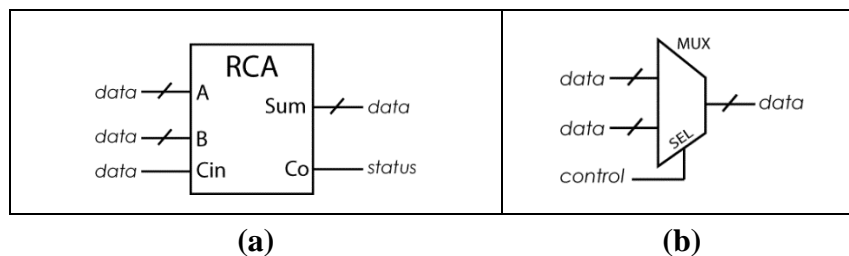 RCA
data A
data B
data Cin
Sum data
Co status
MUX
data
data
data
SEL
control
(a)
(b)